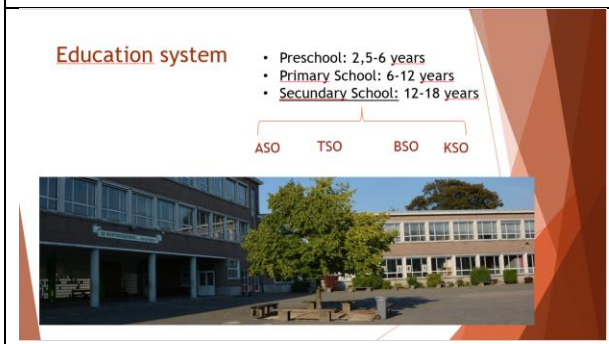 Education system
• Preschool: 2,5-6 years
• Primary School: 6-12 years
• Secundary School: 12-18 years
ASO TSO BSO KSO